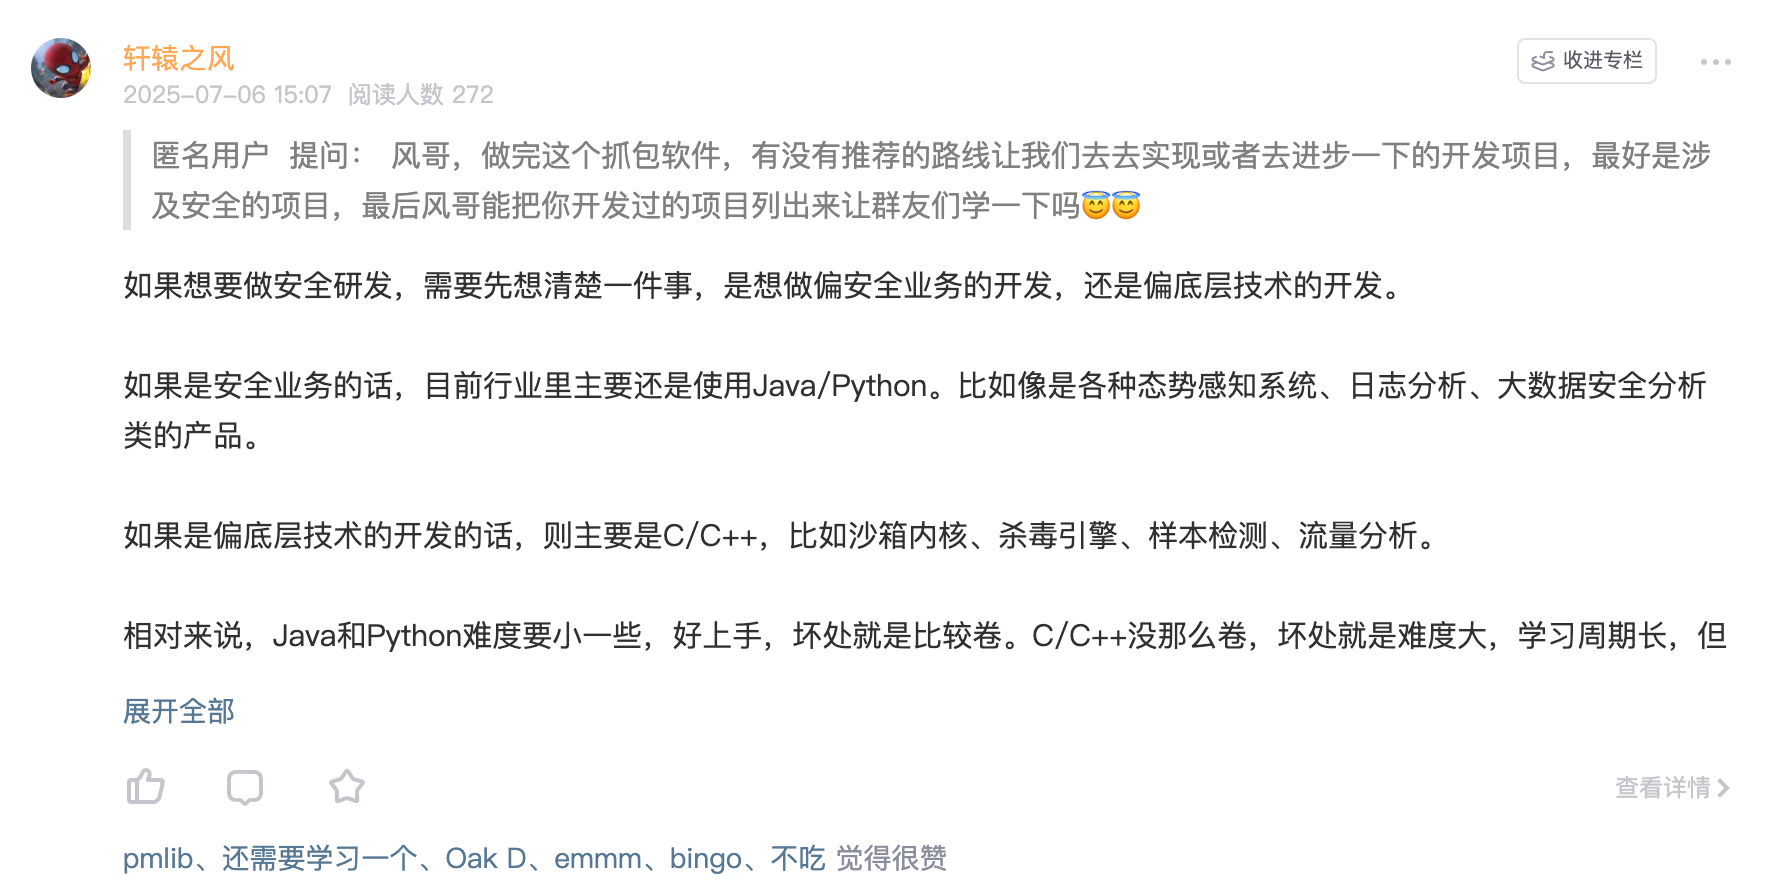 轩辕之风
收进专栏
2025-07-06 15:07 阅读人数 272
匿名用户 提问： 风哥，做完这个抓包软件，有没有推荐的路线让我们去去实现或者去进步一下的开发项目，最好是涉
及安全的项目，最后风哥能把你开发过的项目列出来让群友们学一下吗😇😇
如果想要做安全研发，需要先想清楚一件事，是想做偏安全业务的开发，还是偏底层技术的开发。
如果是安全业务的话，目前行业里主要还是使用Java/Python。比如像是各种态势感知系统、日志分析、大数据安全分析
类的产品。
如果是偏底层技术的开发的话，则主要是C/C++，比如沙箱内核、杀毒引擎、样本检测、流量分析。
相对来说，Java和Python难度要小一些，好上手，坏处就是比较卷。C/C++没那么卷，坏处就是难度大，学习周期长，但
展开全部
查看详情
pmlib、还需要学习一个、Oak D、emmm、bingo、不吃 觉得很赞